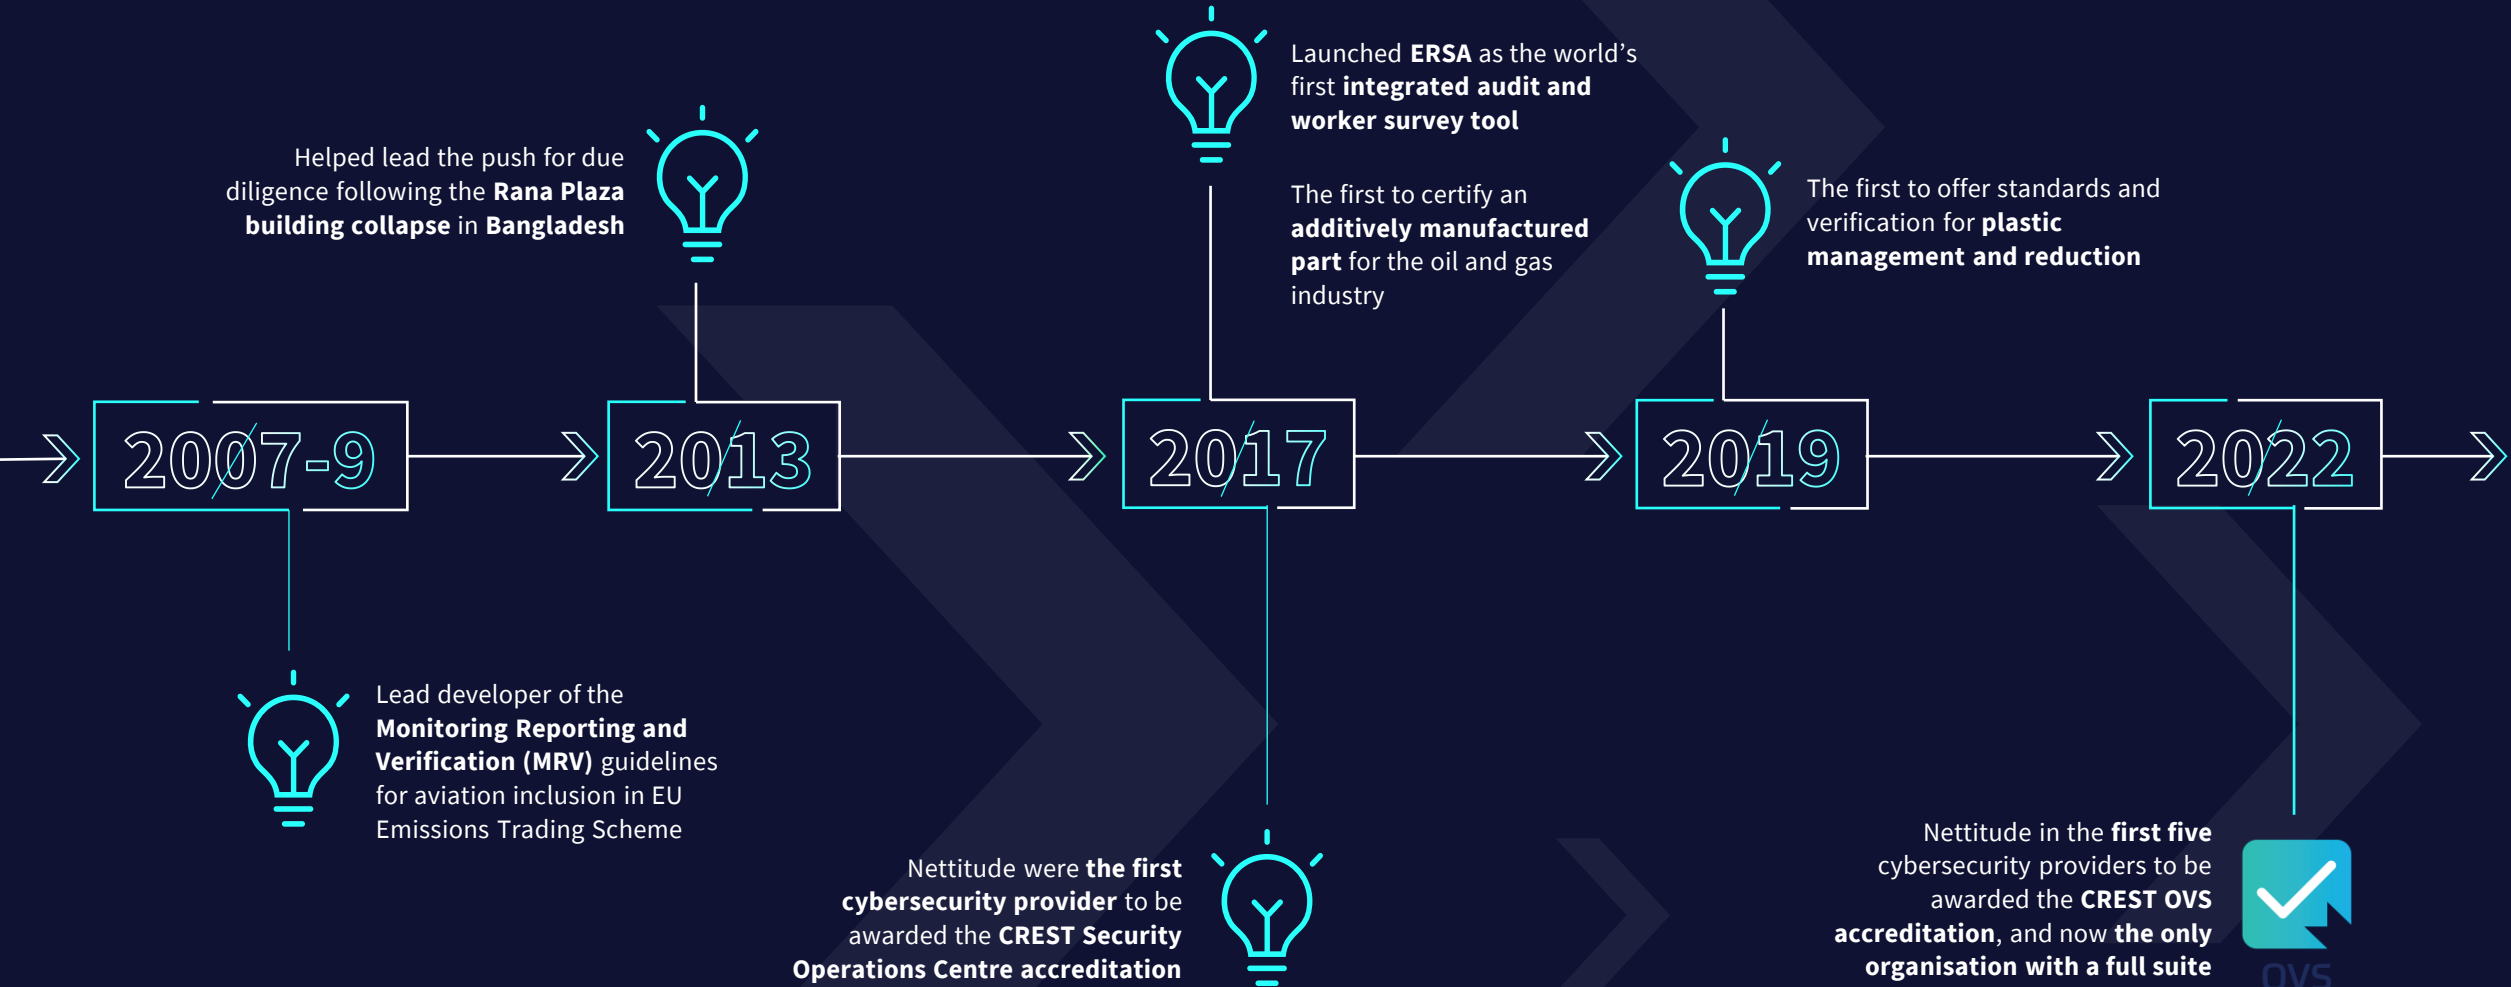 Launched ERSA as the world's
first integrated audit and
worker survey tool
The first to certify an
additively manufactured
part for the oil and gas
industry
Helped lead the push for due
diligence following the Rana Plaza
building collapse in Bangladesh
The first to offer standards and
verification for plastic
management and reduction
2007-9
2013
2017
2019
2022
Lead developer of the
Monitoring Reporting and
Verification (MRV) guidelines
for aviation inclusion in EU
Emissions Trading Scheme
Nettitude were the first
cybersecurity provider to be
awarded the CREST Security
Operations Centre accreditation
Nettitude in the first five
cybersecurity providers to be
awarded the CREST OVS
accreditation, and now the only
organisation with a full suite
OVS